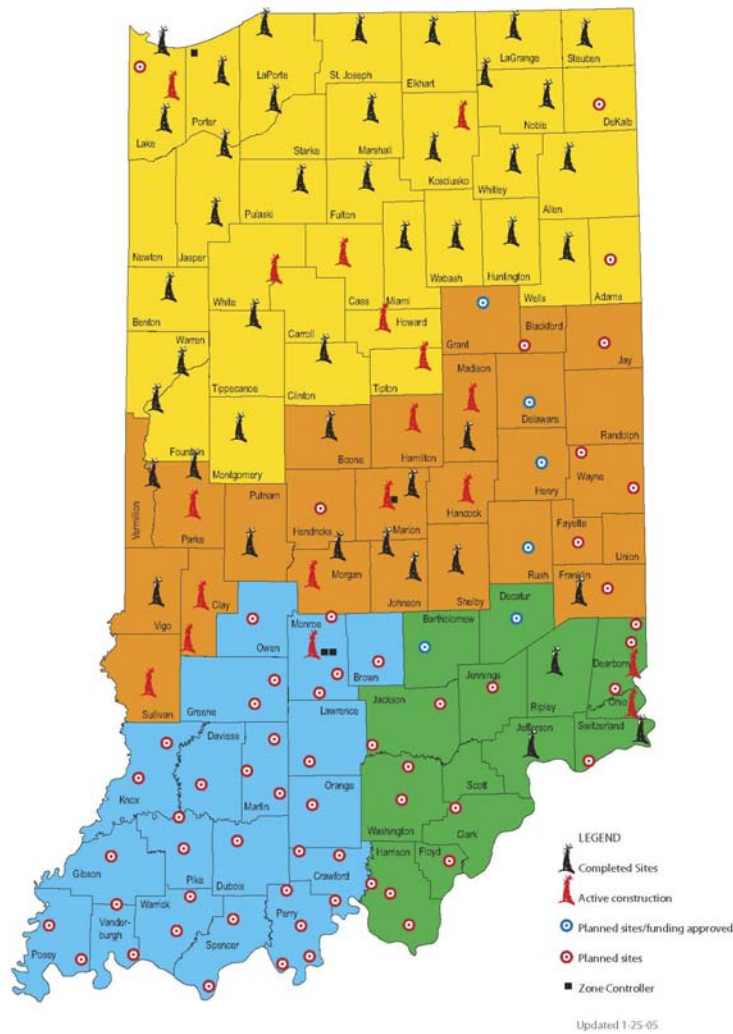 LaGrange
Steuben
LaPorte
St. Joseph
Elkhart
Porter
Lake
Noble
DeKalb
Starke
Marshall
Kosciusko
Whitley
Allen
Pulaski
Fulton
Newton
Jasper
Wabash
Huntington
White
Cass
Miami
Wells
Adams
Benton
Carroll
Howard
Grant
Blackford
Warren
Jay
Madison
Tippecanoe
Clinton
Tipton
Delaware
Randolph
Fountain
Boone
Hamilton
Montgomery
Henry
Wayne
Vermillion
Putnam
Hendricks
Marion
Hancock
Fayette
Parke
Union
Rush
Franklin
Morgan
Clay
Johnson
Shelby
Vigo
Decatur
Monroe
Bartholomew
Owen
Brown
Dearborn
Jennings
Sullivan
Greene
Jackson
Ripley
Ohio
Lawrence
Jefferson
Switzerland
Daviess
Knox
Martin
Orange
Scott
Washington
Clark
Harrison
Floyd
Gibson
Pike
Dubois
Crawford
Warrick
Vander-
burgh
Perry
Posey
Spencer
LEGEND
Completed Sites
Active construction
Planned sites/funding approved
Planned sites
Zone Controller
Updated 1-25-05